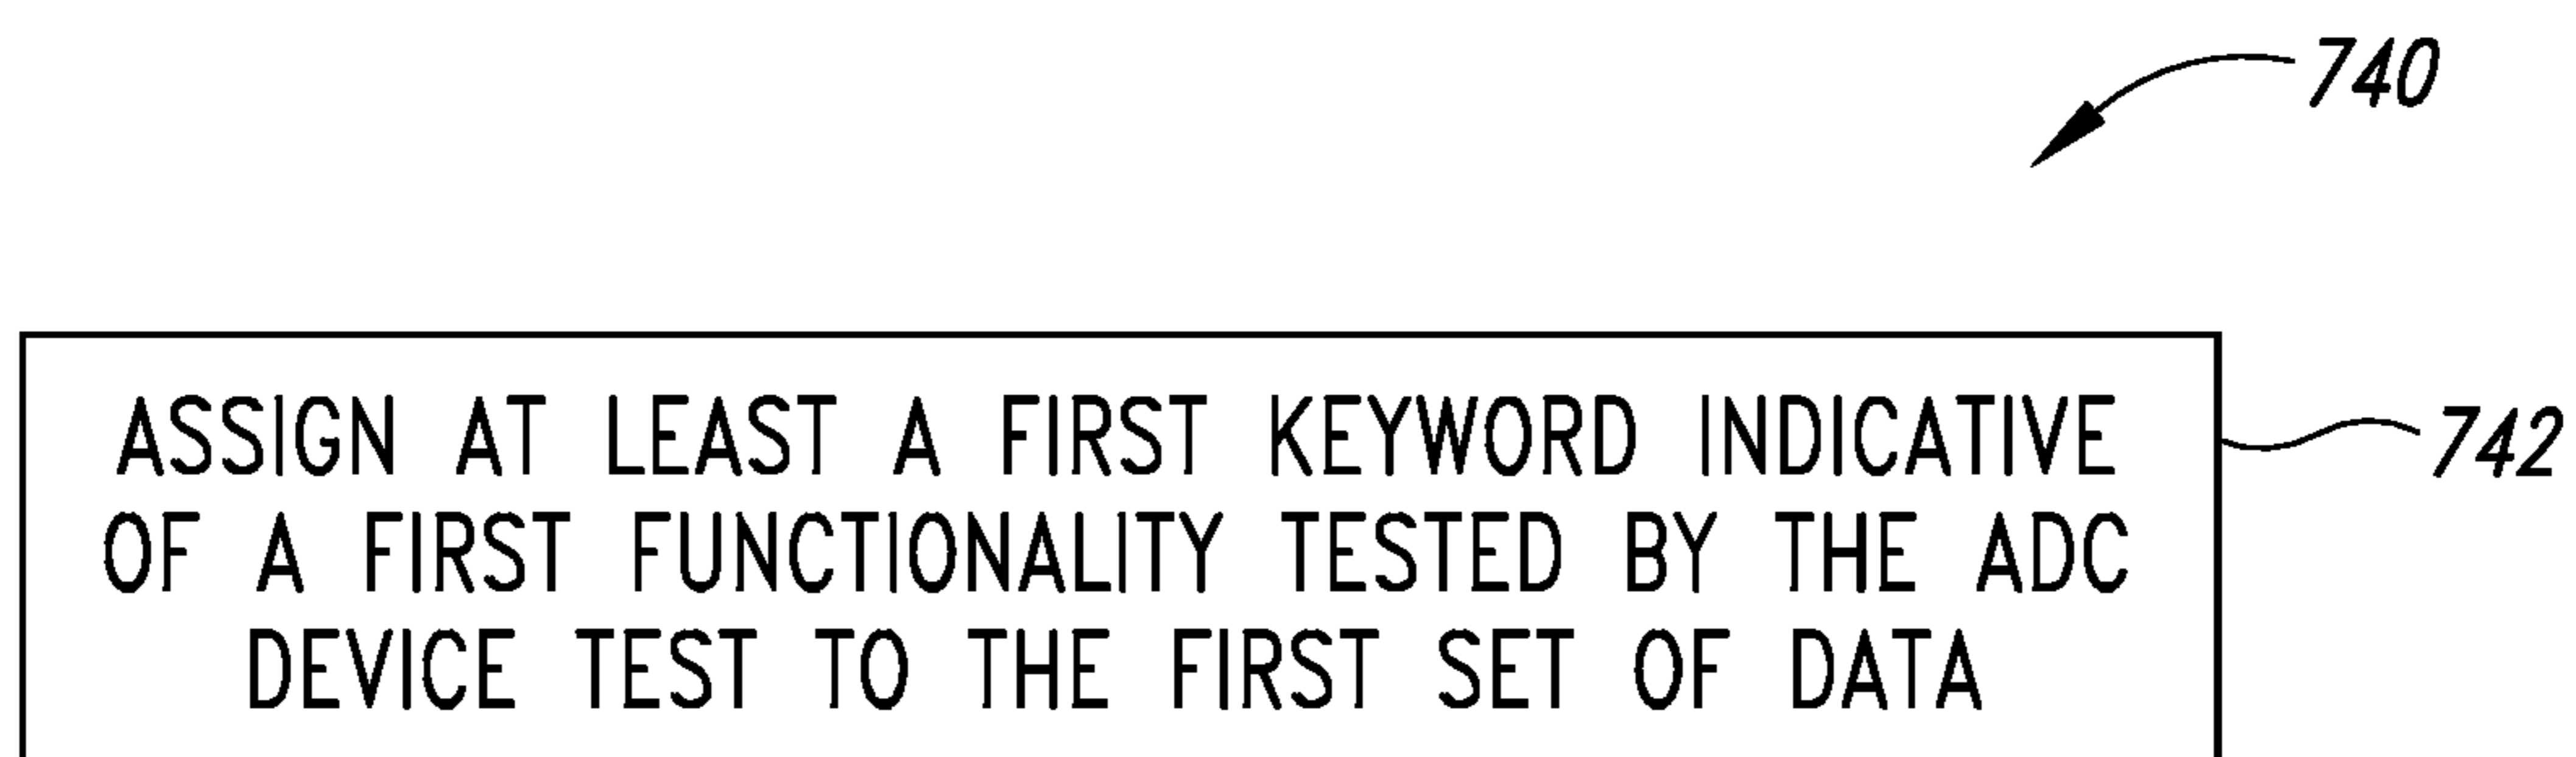 740
ASSIGN AT LEAST A FIRST KEYWORD INDICATIVE
742
OF A FIRST FUNCTIONALITY TESTED BY THE ADC
DEVICE TEST TO THE FIRST SET OF DATA